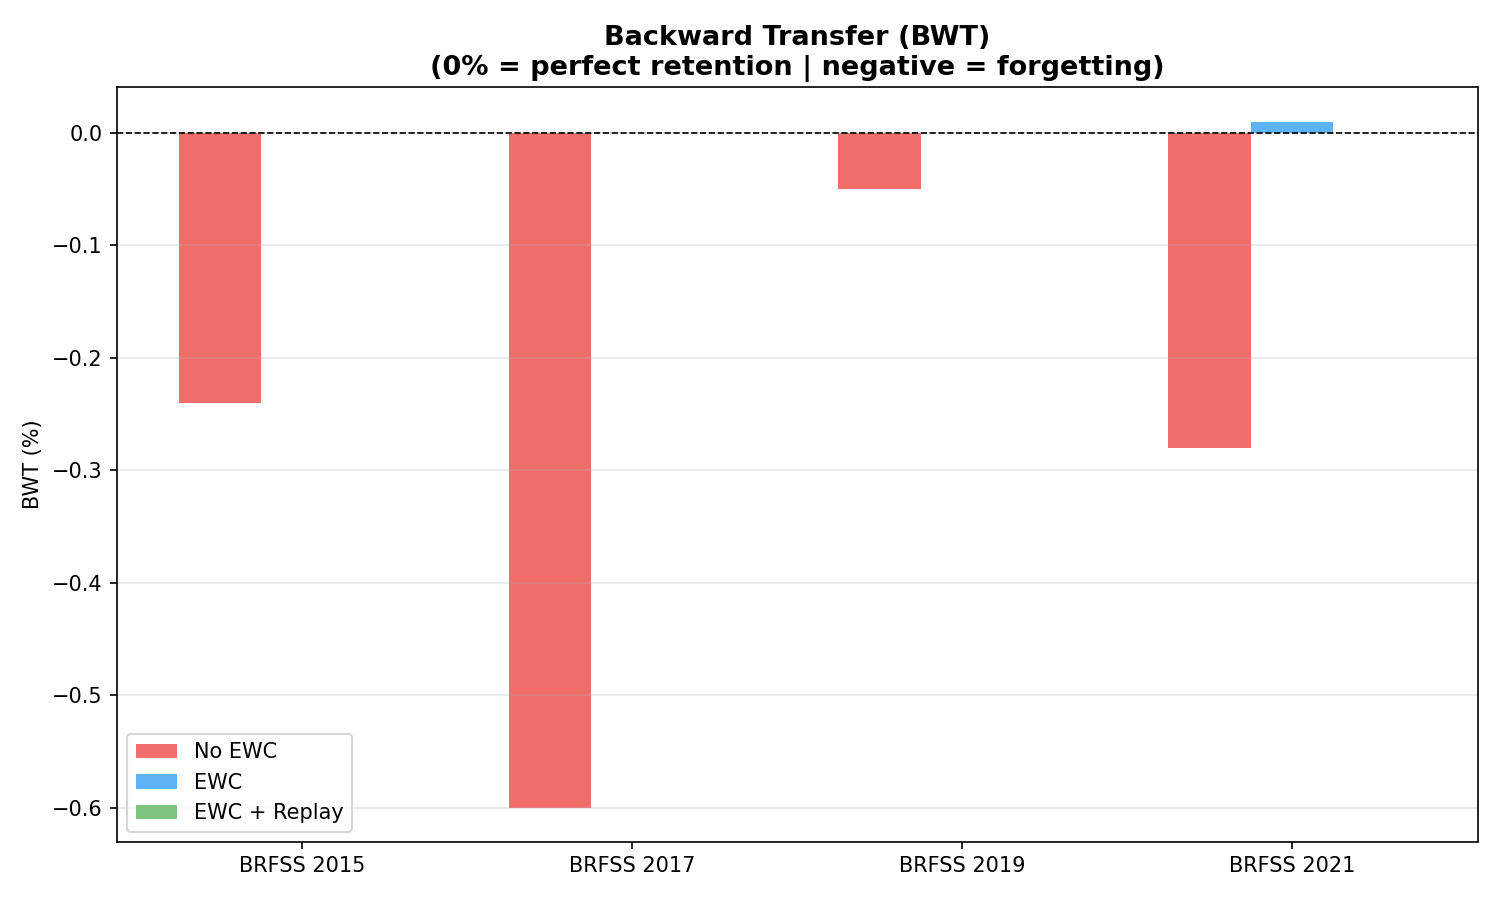 Backward Transfer (BWT)
(0% = perfect retention | negative = forgetting)
BWT (%)
0.0
−0.1
−0.2
−0.3
−0.4
−0.5
−0.6
No EWC
EWC
EWC + Replay
BRFSS 2015
BRFSS 2017
BRFSS 2019
BRFSS 2021